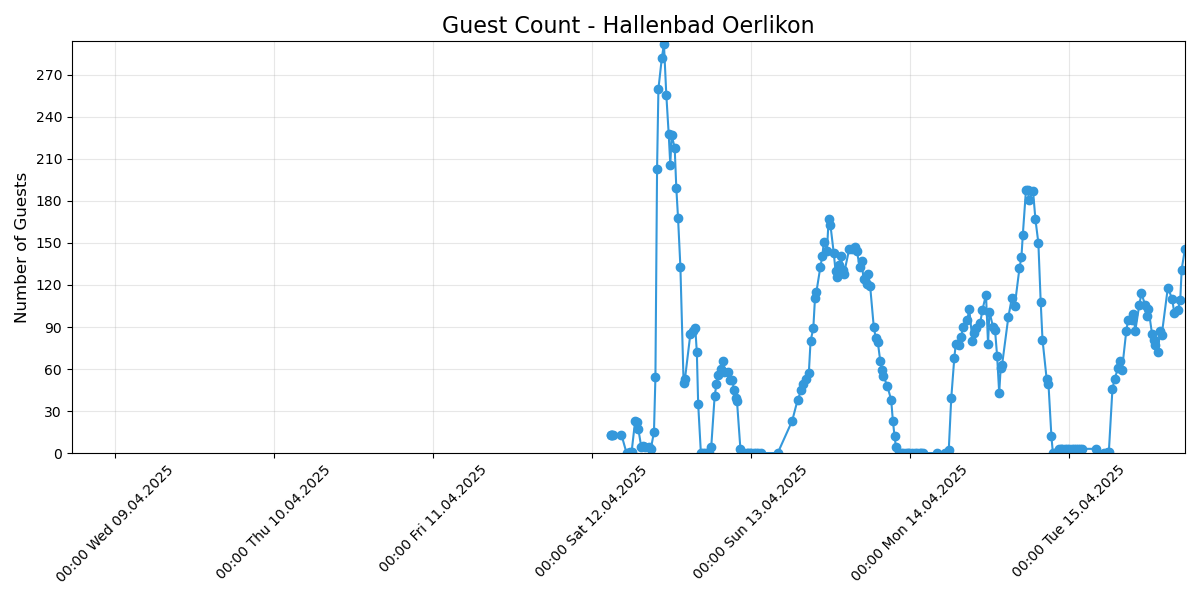 Guest Count - Hallenbad Oerlikon
Number of Guests
270
240
210
180
150
120
90
60
30
0
00:00 Wed 09.04.2025
00:00 Thu 10.04.2025
00:00 Fri 11.04.2025
00:00 Sat 12.04.2025
00:00 Sun 13.04.2025
00:00 Mon 14.04.2025
00:00 Tue 15.04.2025